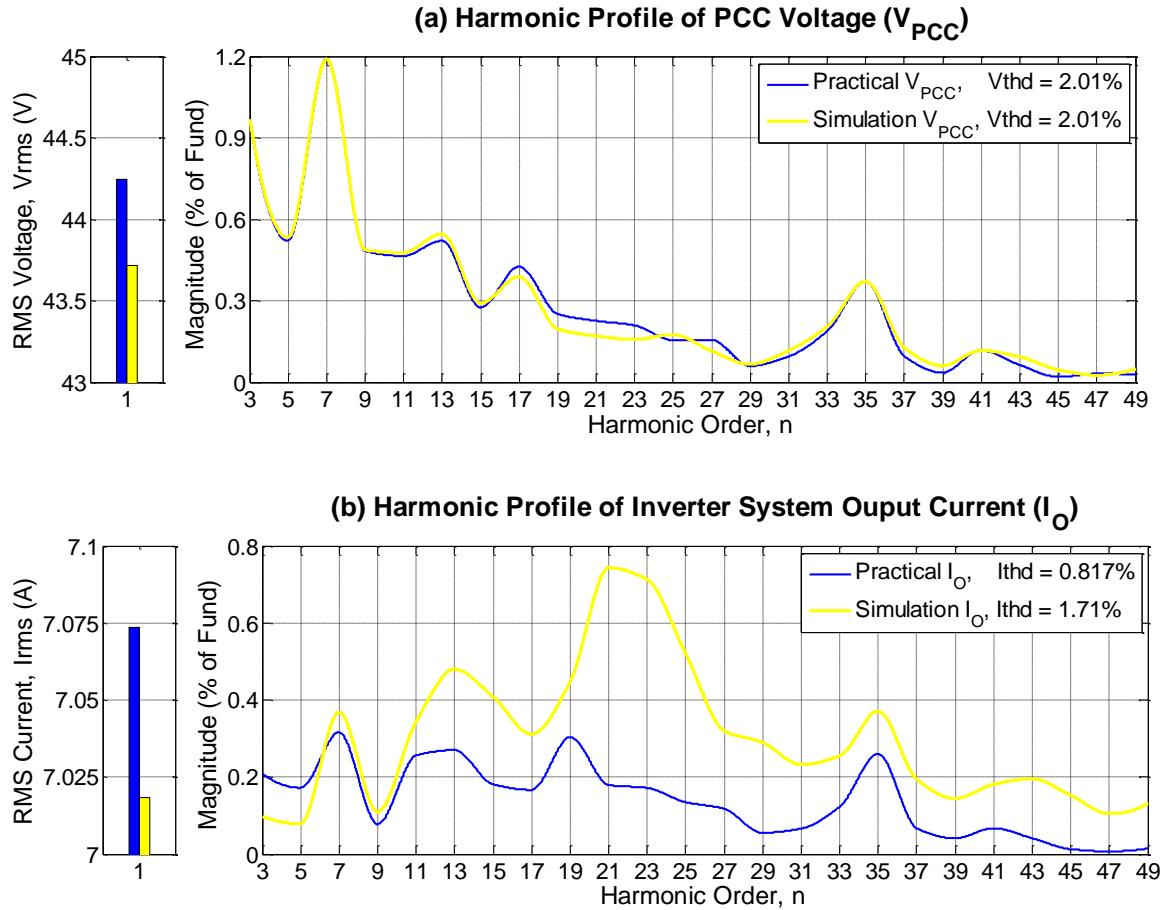 (a) Harmonic Profile of PCC Voltage (V_PCC)
RMS Voltage, Vrms (V)
45
44.5
44
43.5
43
1
Magnitude (% of Fund)
1.2
0.9
0.6
0.3
0
Practical V_PCC, Vthd = 2.01%
Simulation V_PCC, Vthd = 2.01%
3 5 7 9 11 13 15 17 19 21 23 25 27 29 31 33 35 37 39 41 43 45 47 49
Harmonic Order, n
(b) Harmonic Profile of Inverter System Ouput Current (I_O)
RMS Current, Irms (A)
7.1
7.075
7.05
7.025
7
1
Magnitude (% of Fund)
0.8
0.6
0.4
0.2
0
Practical I_O, Ithd = 0.817%
Simulation I_O, Ithd = 1.71%
3 5 7 9 11 13 15 17 19 21 23 25 27 29 31 33 35 37 39 41 43 45 47 49
Harmonic Order, n